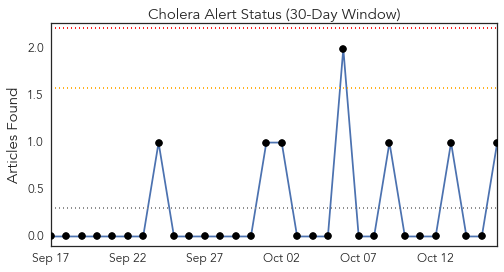 Cholera Alert Status (30-Day Window)
Articles Found
2.0
1.5
1.0
0.5
0.0
Sep 17 Sep 22 Sep 27 Oct 02 Oct 07 Oct 12